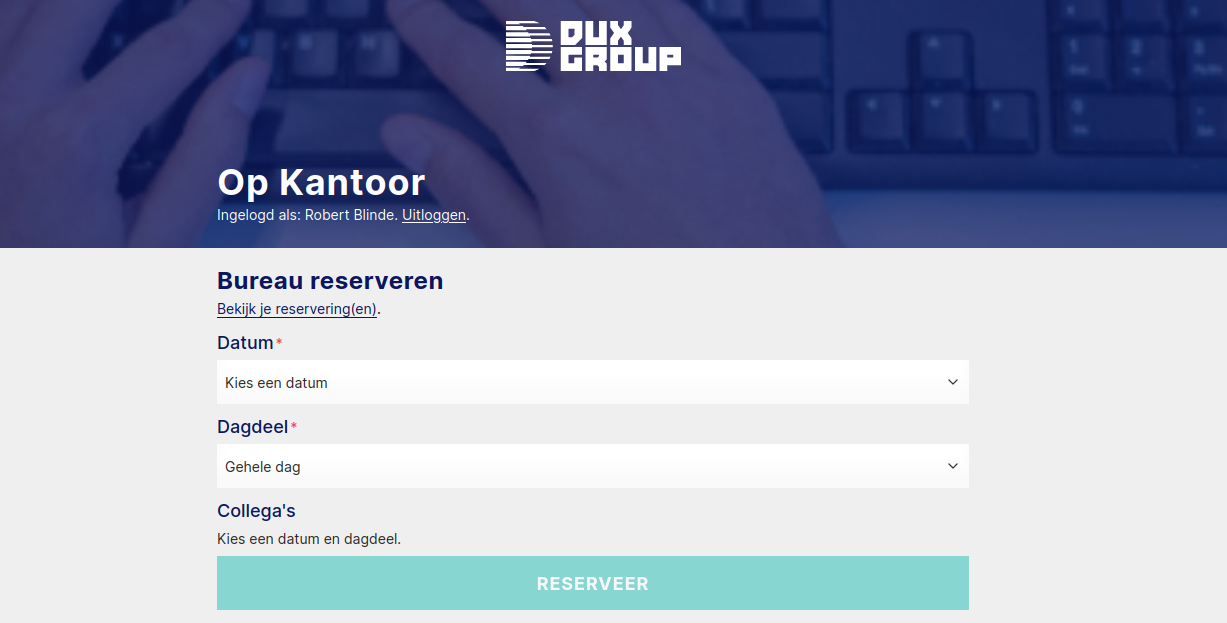 DUX
GROUP
Op Kantoor
Ingelogd als: Robert Blinde. Uitloggen.
Bureau reserveren
Bekijk je reservering(en).
Datum*
Kies een datum
Dagdeel*
Gehele dag
Collega's
Kies een datum en dagdeel.
RESERVEER